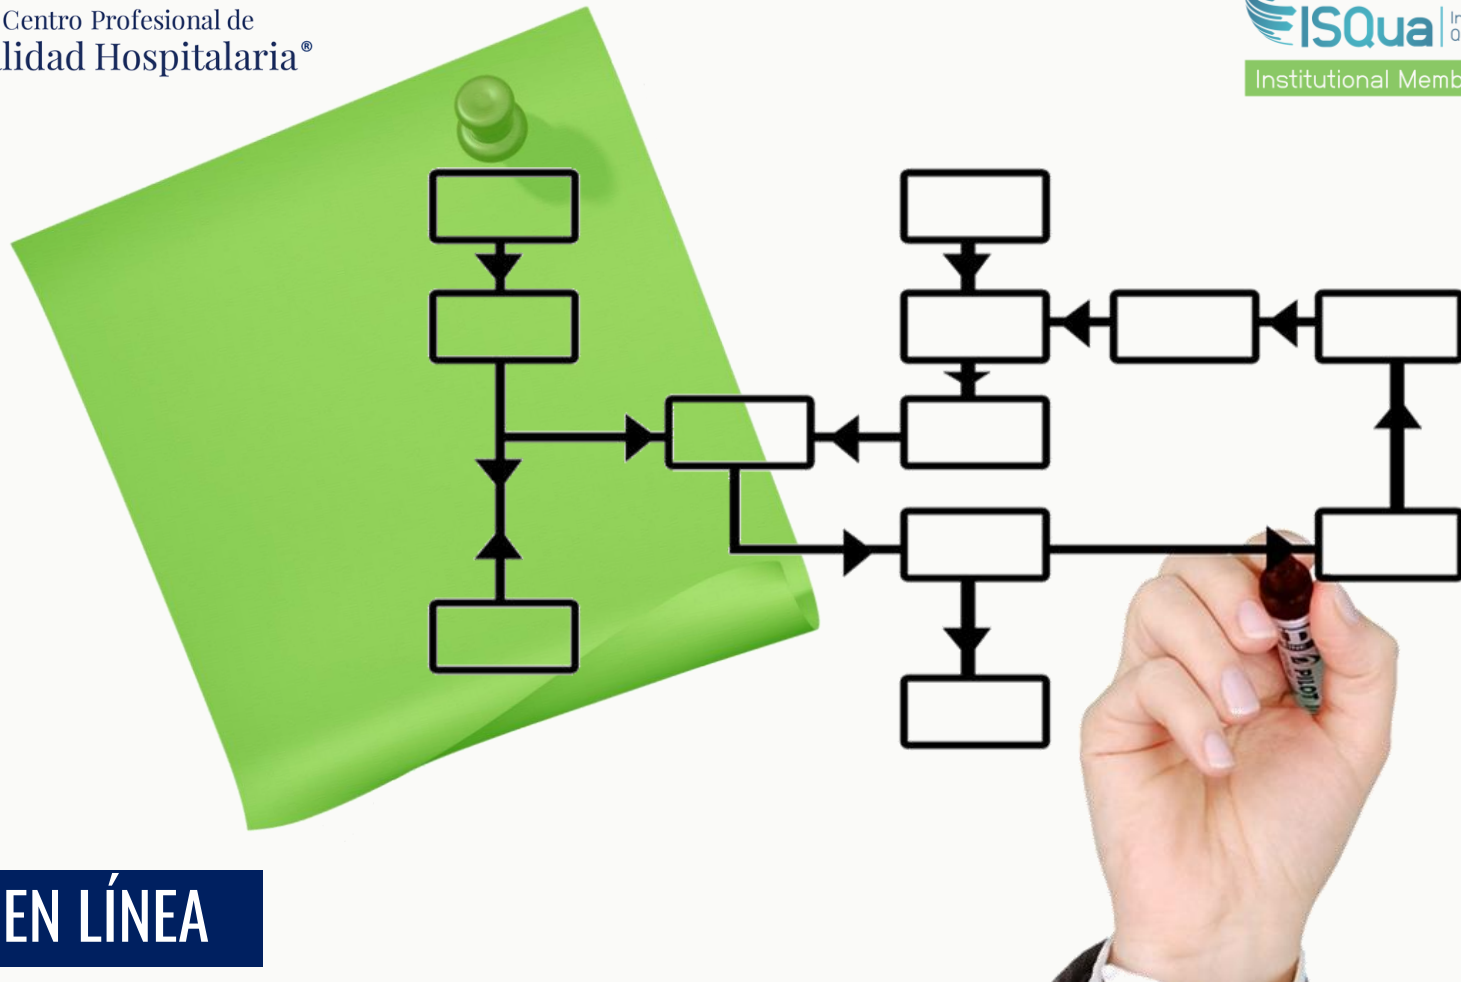 Centro Profesional de
lidad Hospitalaria®
ISQua
Institutional Memb
PILOT
EN LÍNEA